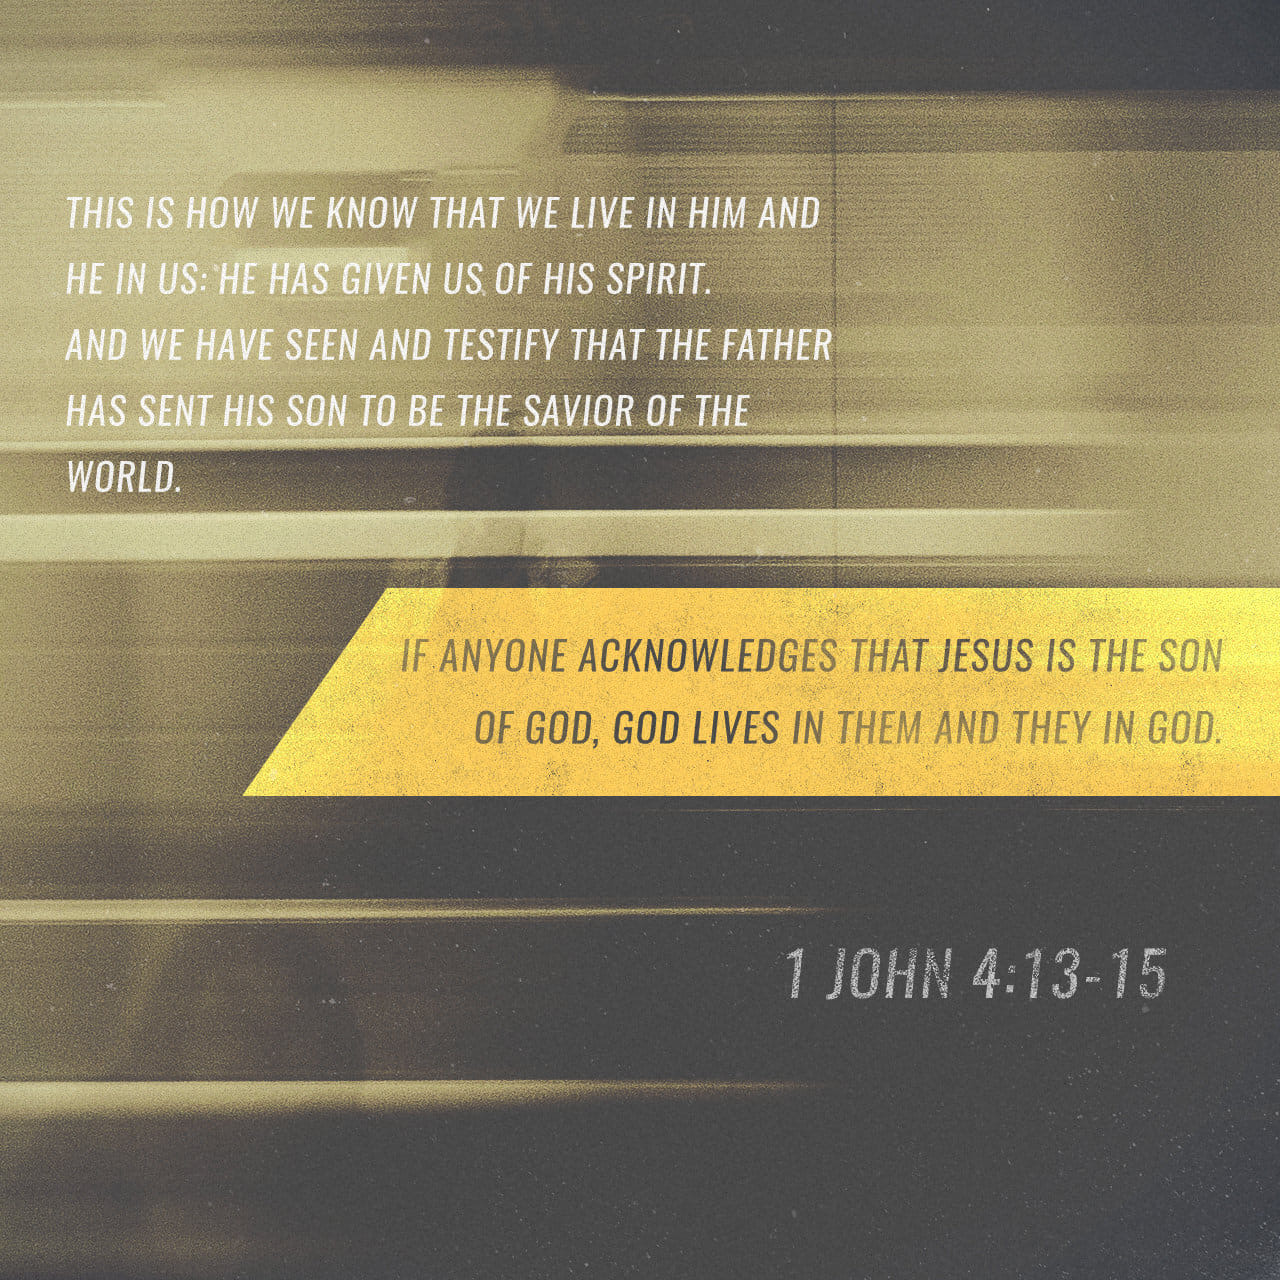 THIS IS HOW WE KNOW THAT WE LIVE IN HIM AND
HE IN US: HE HAS GIVEN US OF HIS SPIRIT.
AND WE HAVE SEEN AND TESTIFY THAT THE FATHER
HAS SENT HIS SON TO BE THE SAVIOR OF THE
WORLD.
IF ANYONE ACKNOWLEDGES THAT JESUS IS THE SON
OF GOD, GOD LIVES IN THEM AND THEY IN GOD.
1 JOHN 4:13-15